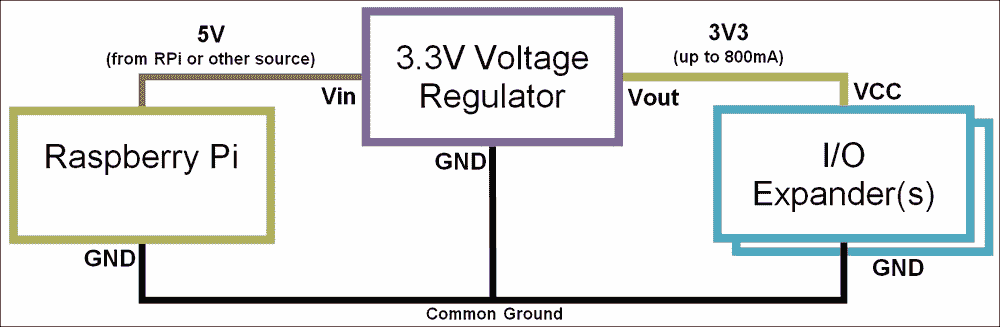 5V
(from RPi or other source)
3.3V Voltage
Regulator
3V3
(up to 800mA)
Vin
Vout
VCC
Raspberry Pi
GND
I/O
Expander(s)
GND
GND
Common Ground